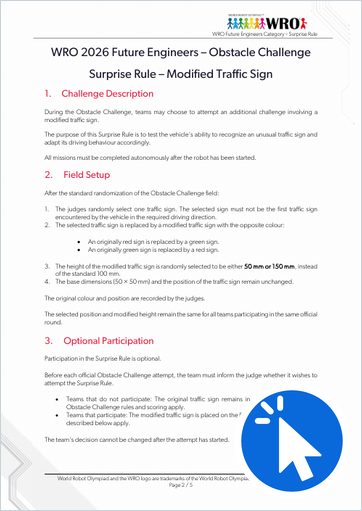 WORLD ROBOT OLYMPIAD
WRO
WRO Future Engineers Category – Surprise Rule
WRO 2026 Future Engineers – Obstacle Challenge
Surprise Rule – Modified Traffic Sign
1. Challenge Description
During the Obstacle Challenge, teams may choose to attempt an additional challenge involving a
modified traffic sign.
The purpose of this Surprise Rule is to test the vehicle's ability to recognize an unusual traffic sign and
adapt its driving behaviour accordingly.
All missions must be completed autonomously after the robot has been started.
2. Field Setup
After the standard randomization of the Obstacle Challenge field:
1. The judges randomly select one traffic sign. The selected sign must not be the first traffic sign
encountered by the vehicle in the required driving direction.
2. The selected traffic sign is replaced by a modified traffic sign with the opposite colour:
• An originally red sign is replaced by a green sign.
• An originally green sign is replaced by a red sign.
3. The height of the modified traffic sign is randomly selected to be either 50 mm or 150 mm, instead
of the standard 100 mm.
4. The base dimensions (50 × 50 mm) and the position of the traffic sign remain unchanged.
The original colour and position are recorded by the judges.
The selected position and modified height remain the same for all teams participating in the same official
round.
3. Optional Participation
Participation in the Surprise Rule is optional.
Before each official Obstacle Challenge attempt, the team must inform the judge whether it wishes to
attempt the Surprise Rule.
• Teams that do not participate: The original traffic sign remains in
Obstacle Challenge rules and scoring apply.
• Teams that participate: The modified traffic sign is placed on the
described below apply.
The team's decision cannot be changed after the attempt has started.
World Robot Olympiad and the WRO logo are trademarks of the World Robot Olympiad
Page 2 / 5